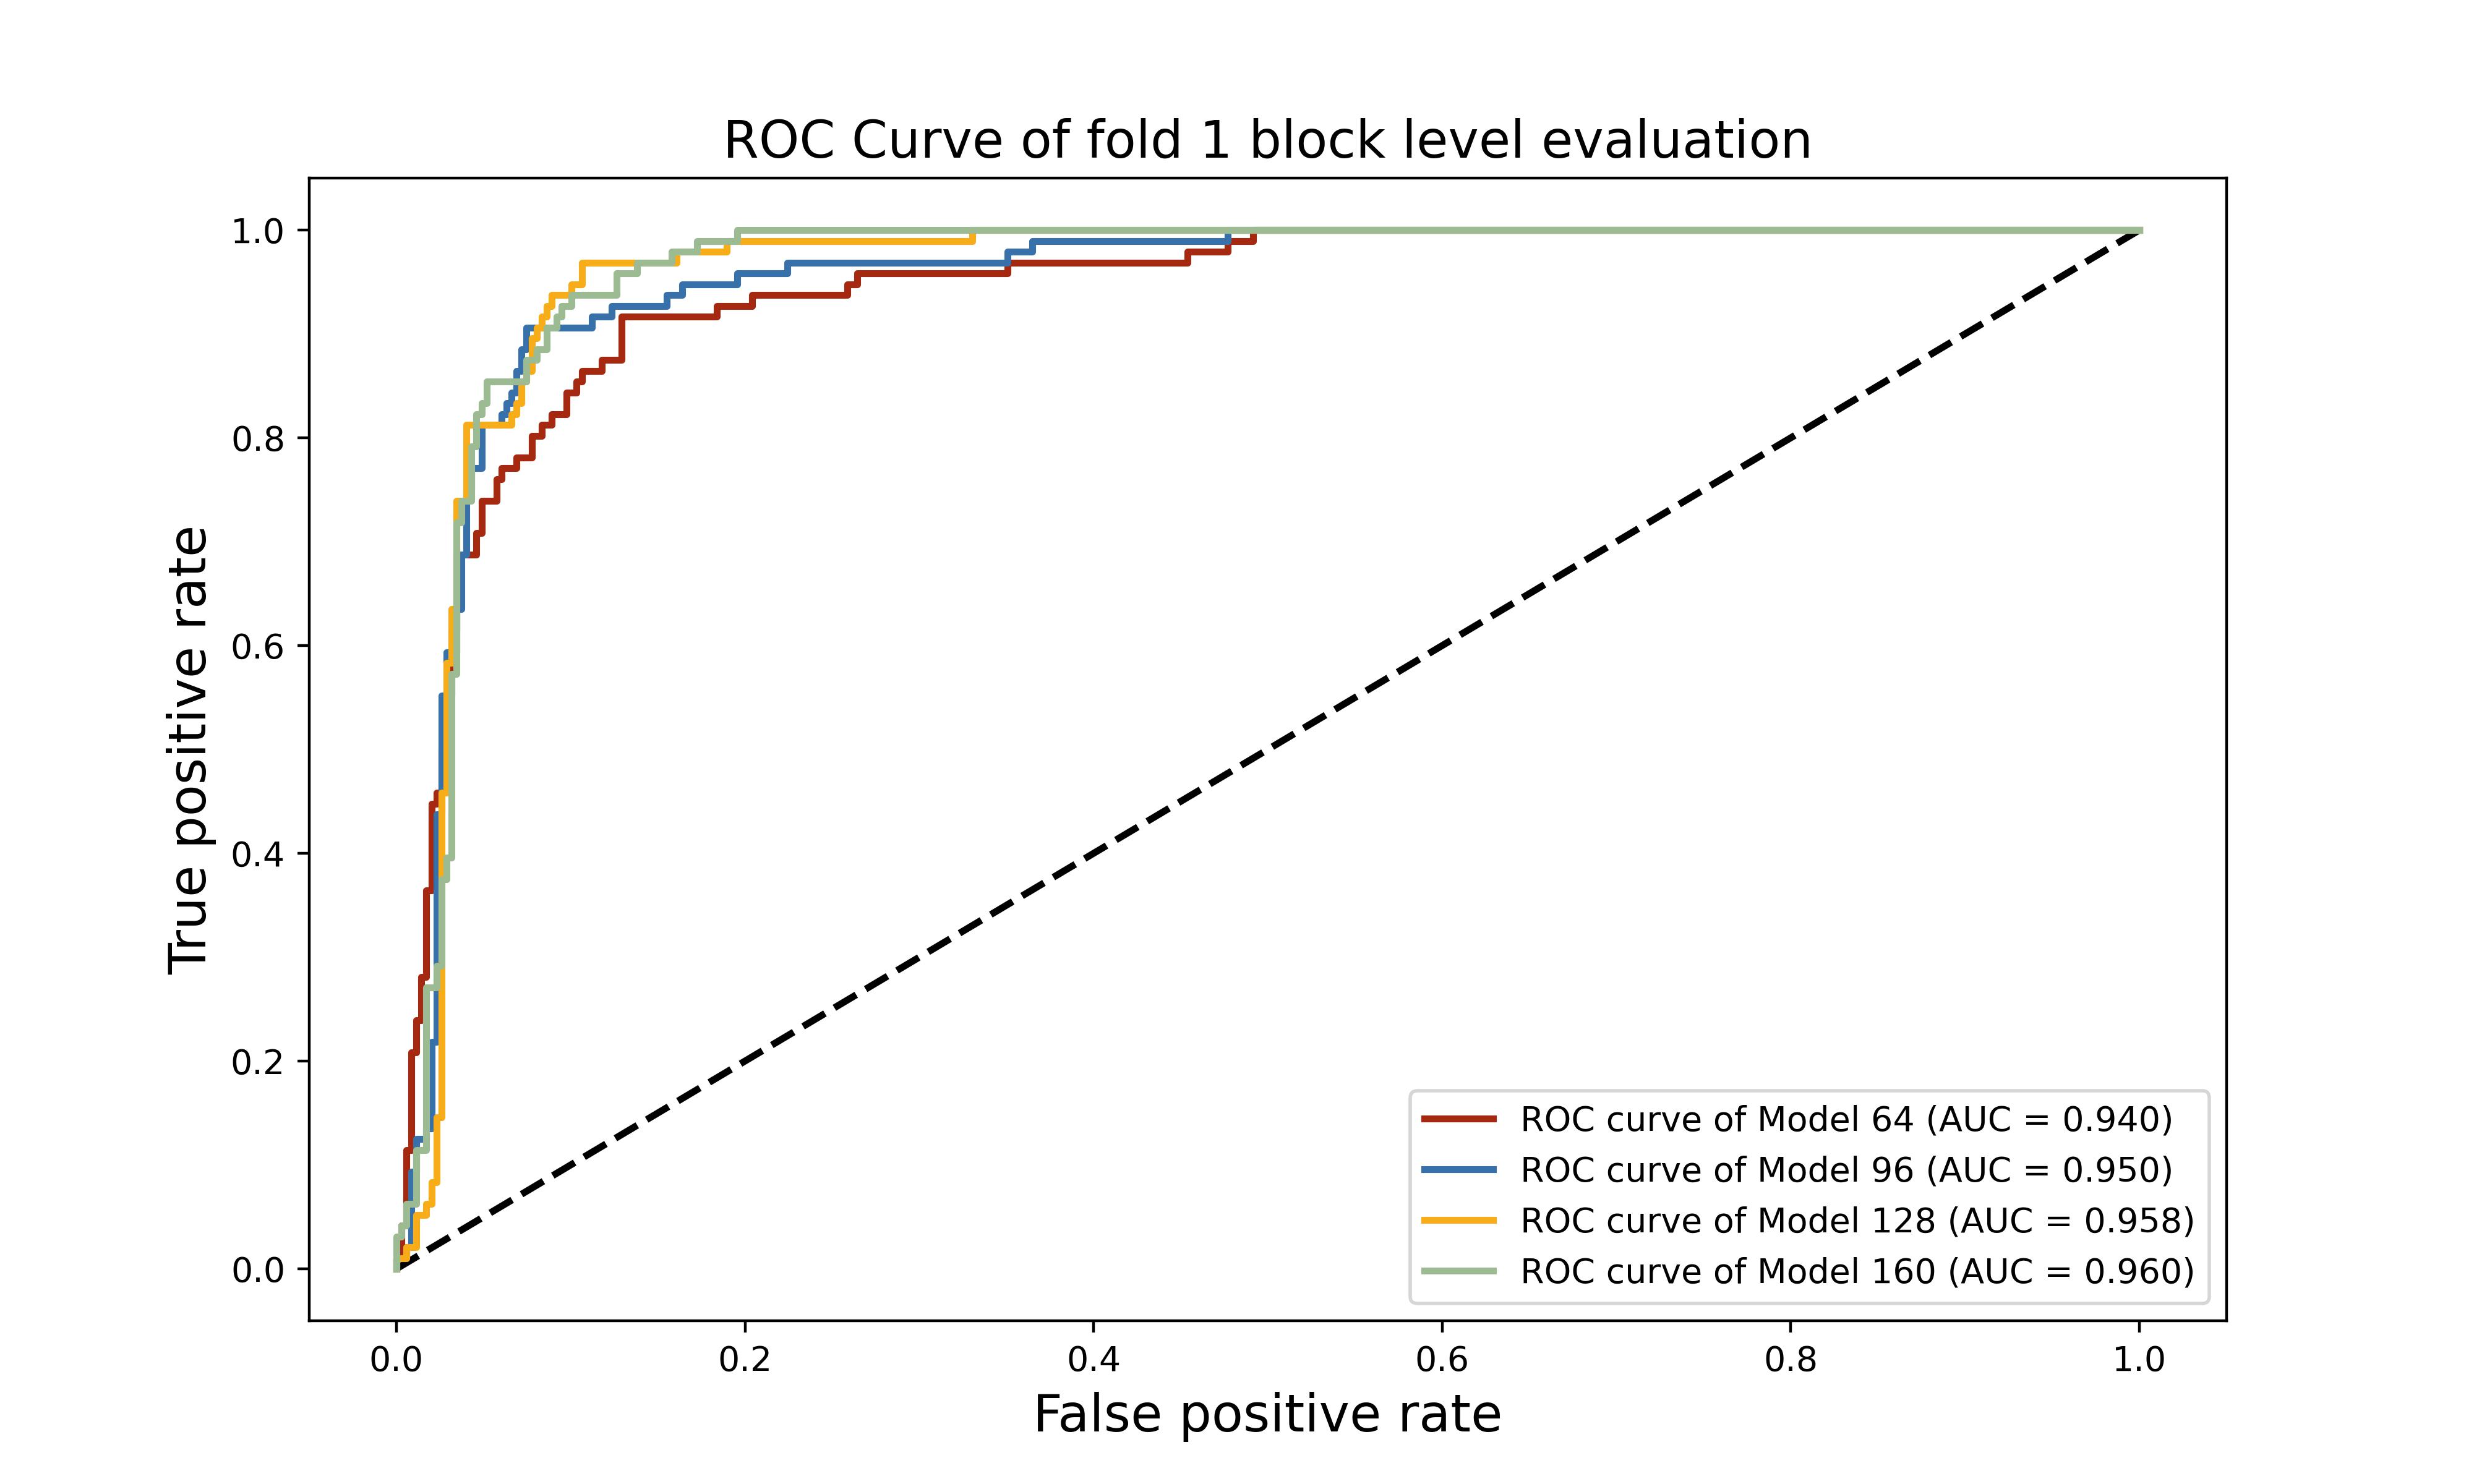 ROC Curve of fold 1 block level evaluation
1.0
0.8
0.6
0.4
0.2
0.0
True positive rate
ROC curve of Model 64 (AUC = 0.940)
ROC curve of Model 96 (AUC = 0.950)
ROC curve of Model 128 (AUC = 0.958)
ROC curve of Model 160 (AUC = 0.960)
0.0 0.2 0.4 0.6 0.8 1.0
False positive rate